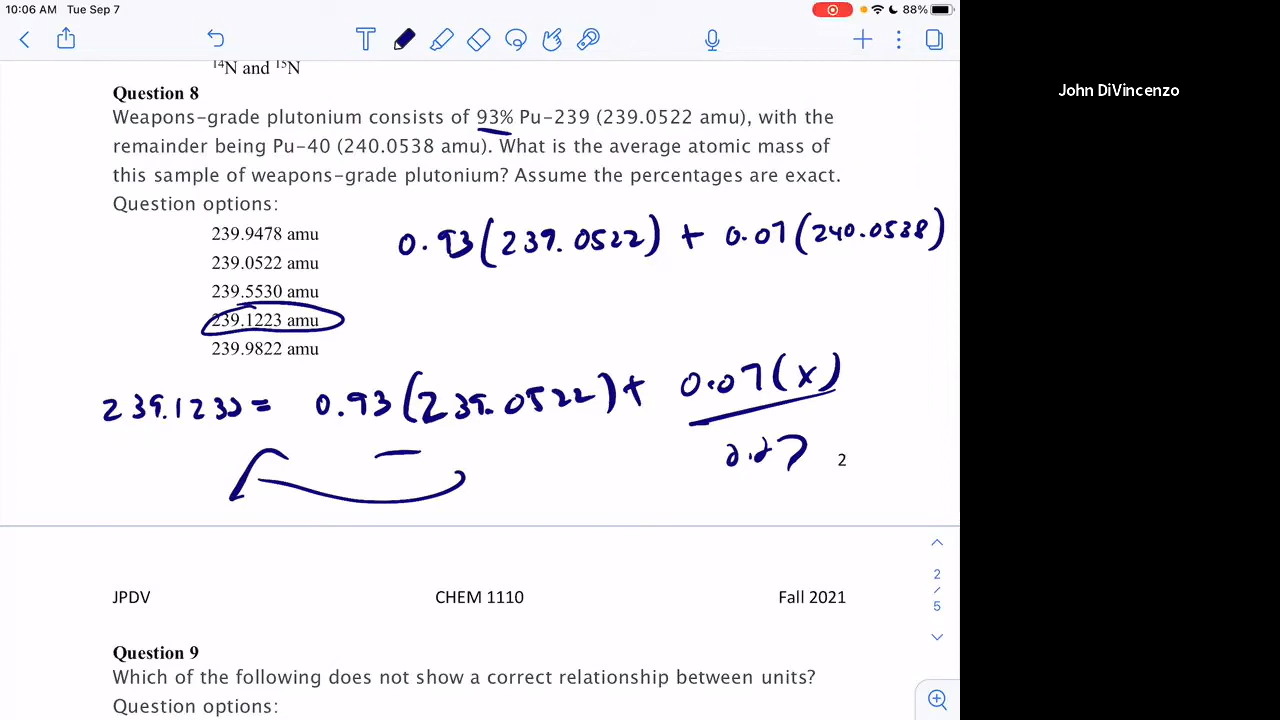 10:06 AM Tue Sep 7 88%
John DiVincenzo
¹⁴N and ¹⁵N
Question 8
Weapons-grade plutonium consists of 93% Pu-239 (239.0522 amu), with the
remainder being Pu-40 (240.0538 amu). What is the average atomic mass of
this sample of weapons-grade plutonium? Assume the percentages are exact.
Question options:
239.9478 amu
239.0522 amu
239.5530 amu
239.1223 amu
239.9822 amu
0.93(239.0522) + 0.07(240.0538)
= 0.93(239.0522) + 0.07(x)
2
JPDV CHEM 1110 Fall 2021
2
/
5
Question 9
Which of the following does not show a correct relationship between units?
Question options: